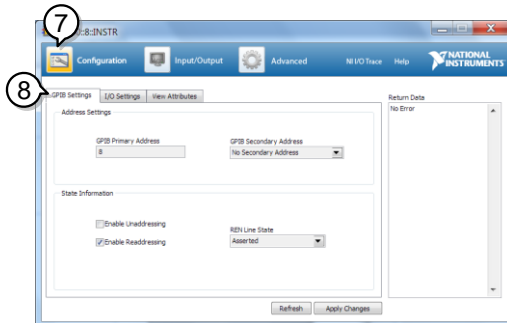 7
8::INSTR
Configuration
Input/Output
Advanced
NI I/O Trace
Help
NATIONAL INSTRUMENTS
8
GPIB Settings
I/O Settings
View Attributes
Return Data
No Error
Address Settings
GPIB Primary Address
GPIB Secondary Address
8
No Secondary Address
State Information
Enable Unaddressing
Enable Readdressing
REN Line State
Asserted
Refresh
Apply Changes